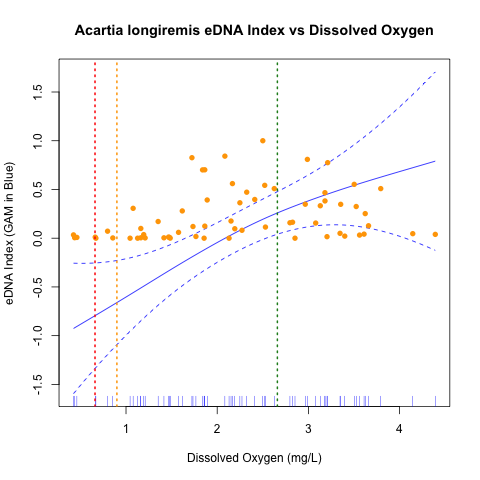 Acartia longiremis eDNA Index vs Dissolved Oxygen
eDNA Index (GAM in Blue)
1.5
1.0
0.5
0.0
-0.5
-1.0
-1.5
1 2 3 4
Dissolved Oxygen (mg/L)